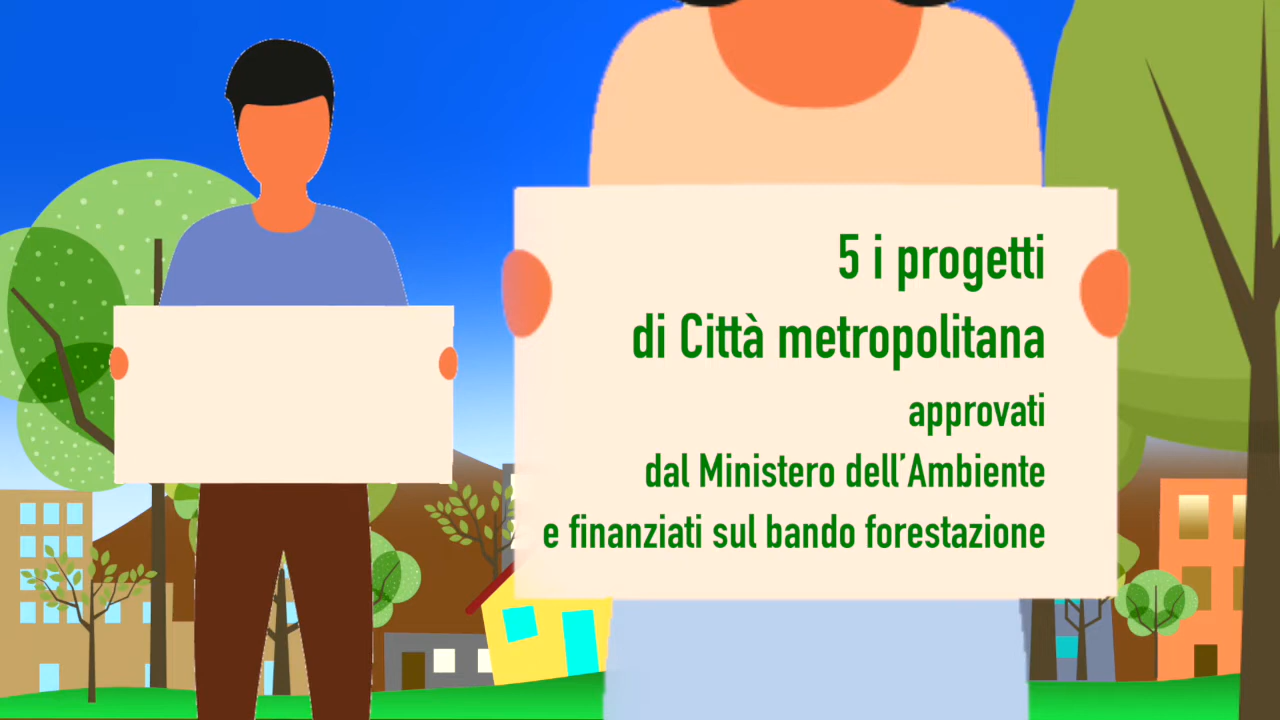 5 i progetti
di Città metropolitana
approvati
dal Ministero dell’Ambiente
e finanziati sul bando forestazione